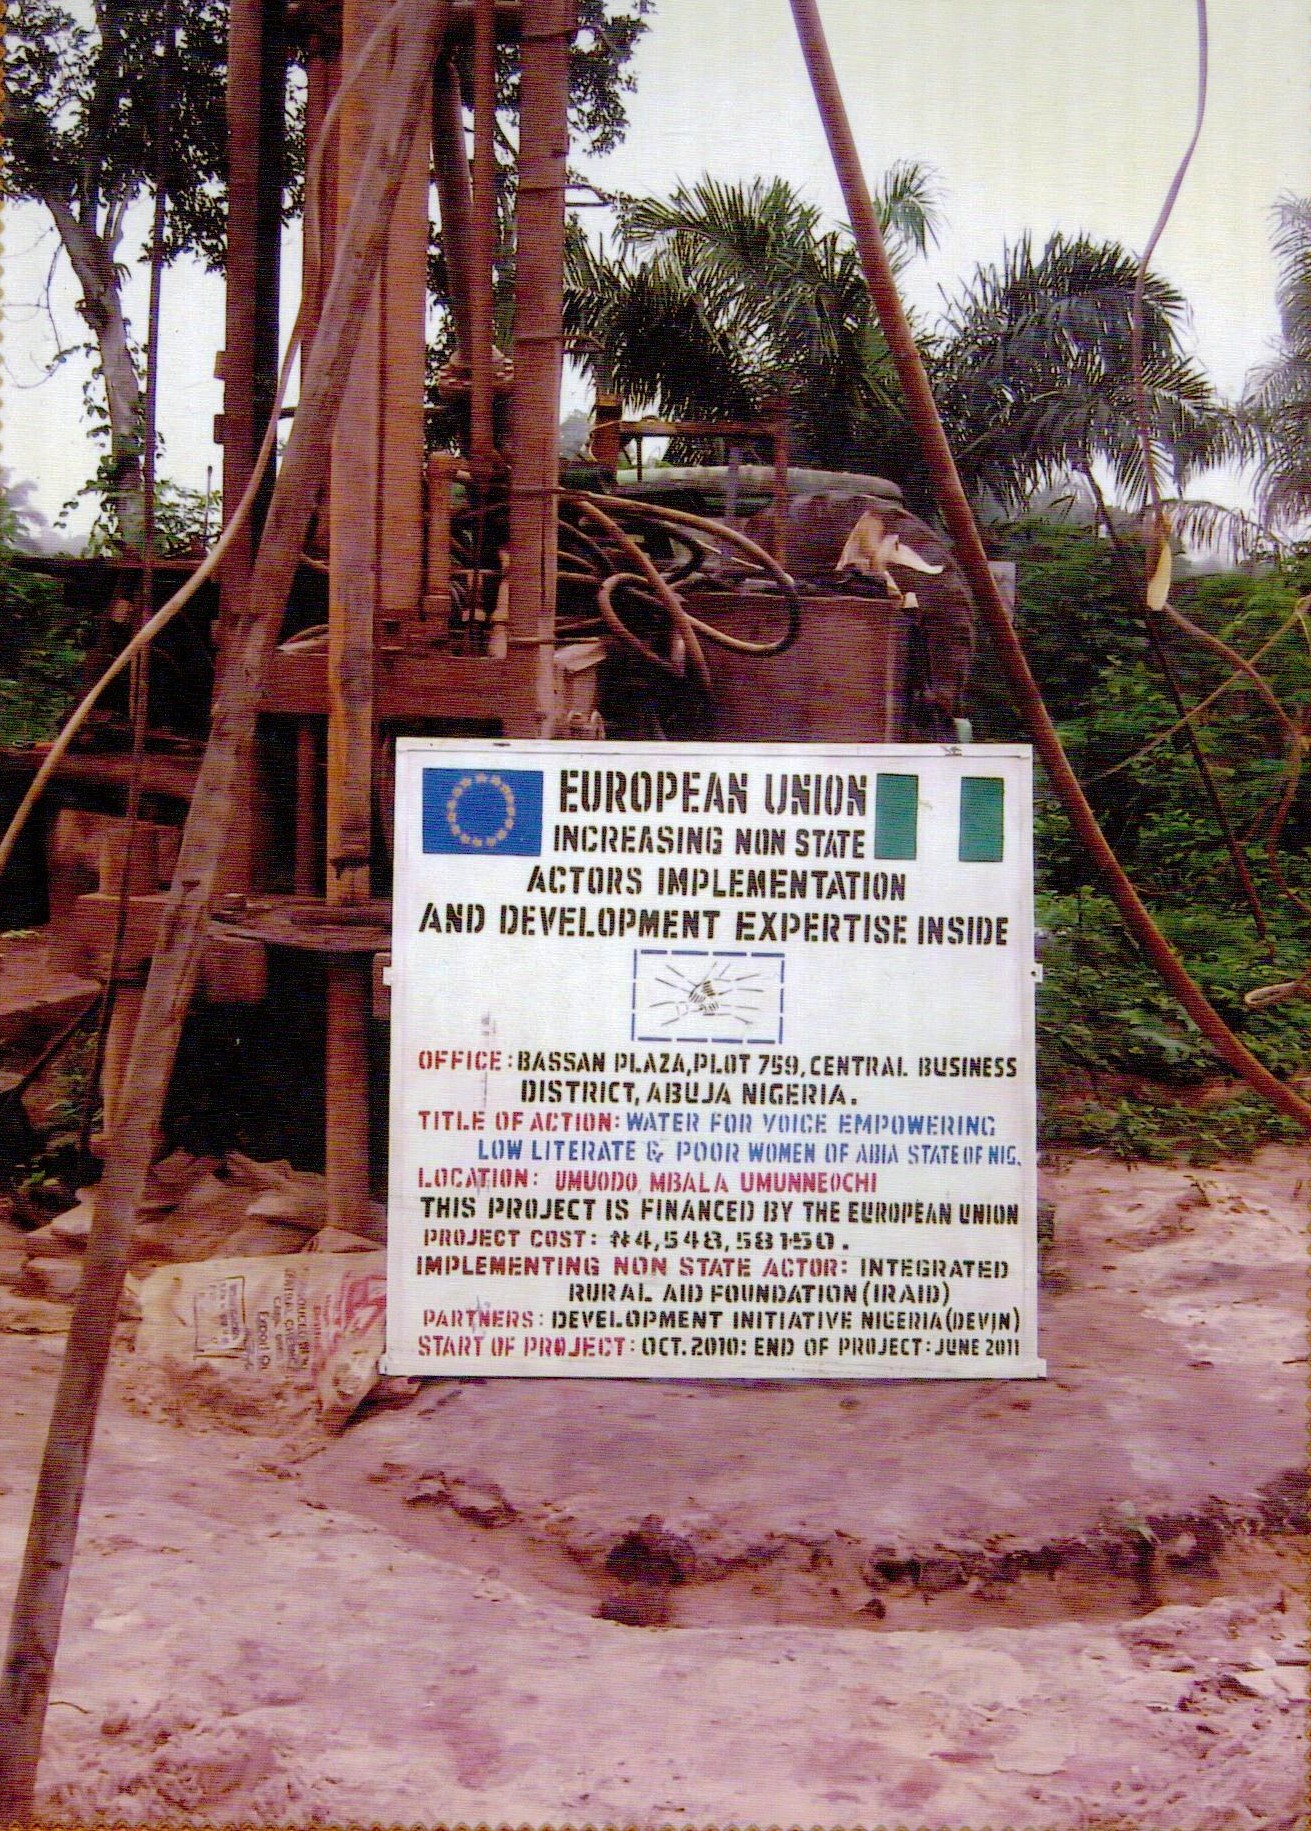 EUROPEAN UNION
INCREASING NON STATE
ACTORS IMPLEMENTATION
AND DEVELOPMENT EXPERTISE INSIDE
OFFICE: BASSAN PLAZA, PLOT 759, CENTRAL BUSINESS
DISTRICT, ABUJA NIGERIA.
TITLE OF ACTION: WATER FOR VOICE EMPOWERING
LOW LITERATE & POOR WOMEN OF ABIA STATE OF NIG.
LOCATION: UMUODO, MBALA UMUNNEOCHI
THIS PROJECT IS FINANCED BY THE EUROPEAN UNION
PROJECT COST: ₦4,548,58150.
IMPLEMENTING NON STATE ACTOR: INTEGRATED
RURAL AID FOUNDATION (IRAID)
PARTNERS: DEVELOPMENT INITIATIVE NIGERIA (DEVIN)
START OF PROJECT: OCT. 2010: END OF PROJECT: JUNE 2011